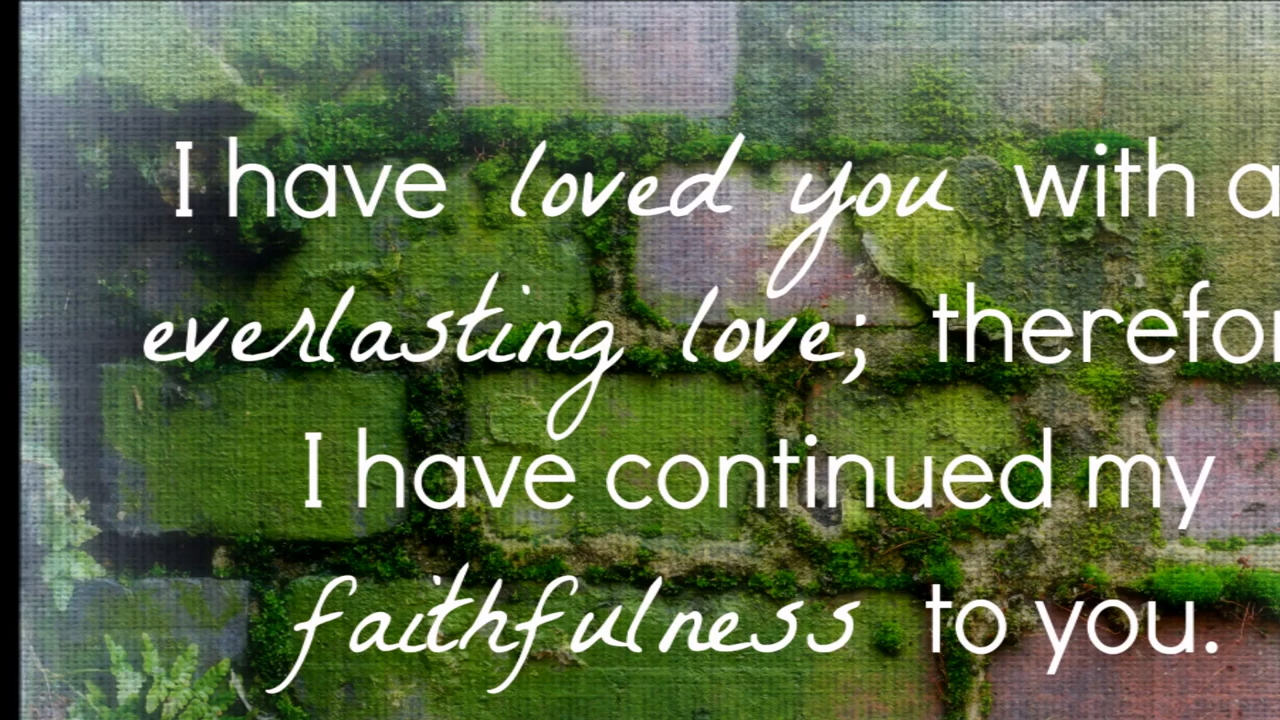 I have loved you with a
everlasting love; therefor
I have continued my
faithfulness to you.